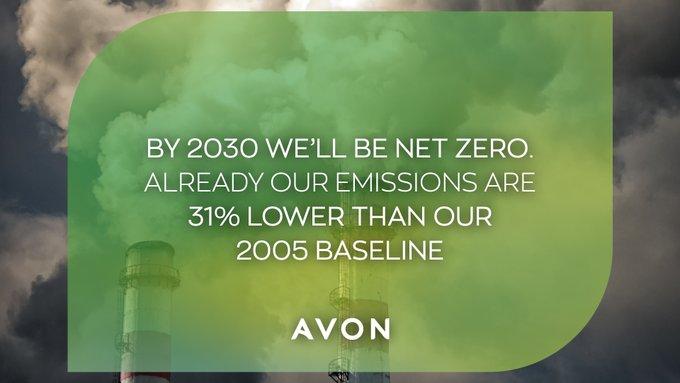 BY 2030 WE'LL BE NET ZERO.
ALREADY OUR EMISSIONS ARE
31% LOWER THAN OUR
2005 BASELINE
AVON